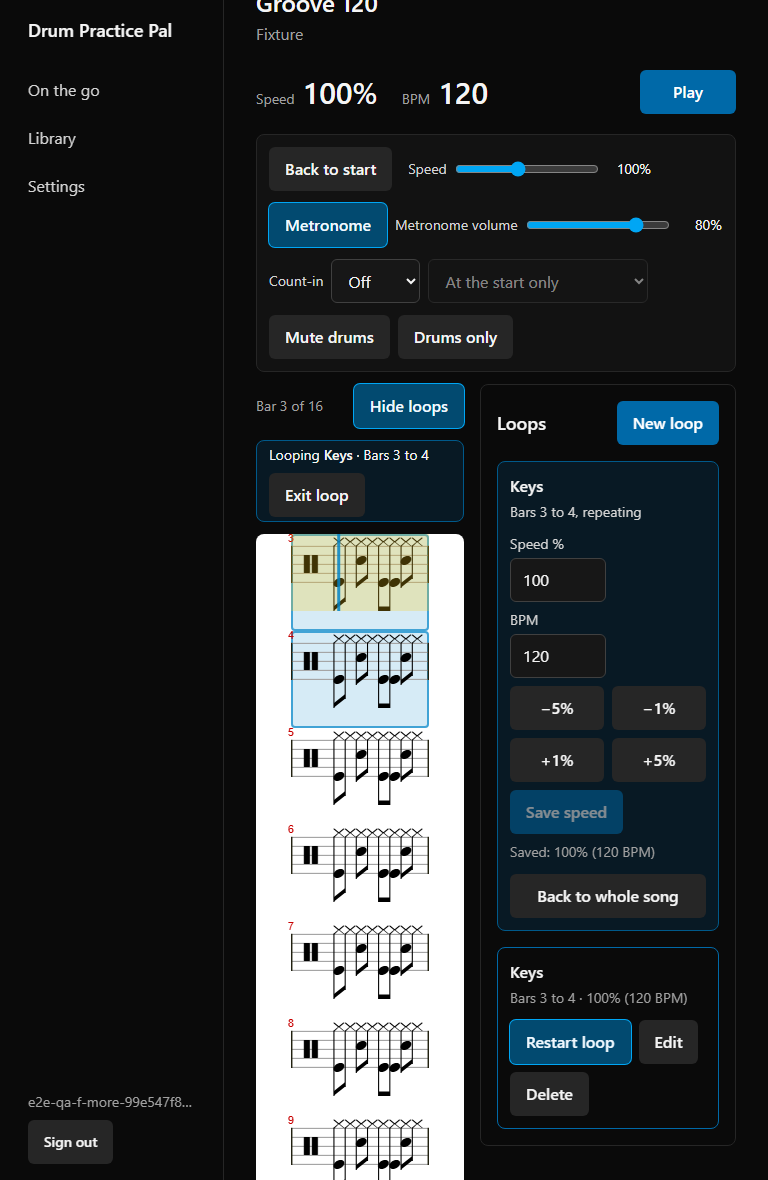 Drum Practice Pal
On the go
Library
Settings
e2e-qa-f-more-99e547f8...
Sign out
Groove 120
Fixture
Speed 100% BPM 120
Play
Back to start Speed 100%
Metronome Metronome volume 80%
Count-in Off At the start only
Mute drums Drums only
Bar 3 of 16 Hide loops
Looping Keys · Bars 3 to 4
Exit loop
3
4
5
6
7
8
9
Loops New loop
Keys
Bars 3 to 4, repeating
Speed %
100
BPM
120
−5% −1%
+1% +5%
Save speed
Saved: 100% (120 BPM)
Back to whole song
Keys
Bars 3 to 4 · 100% (120 BPM)
Restart loop Edit
Delete